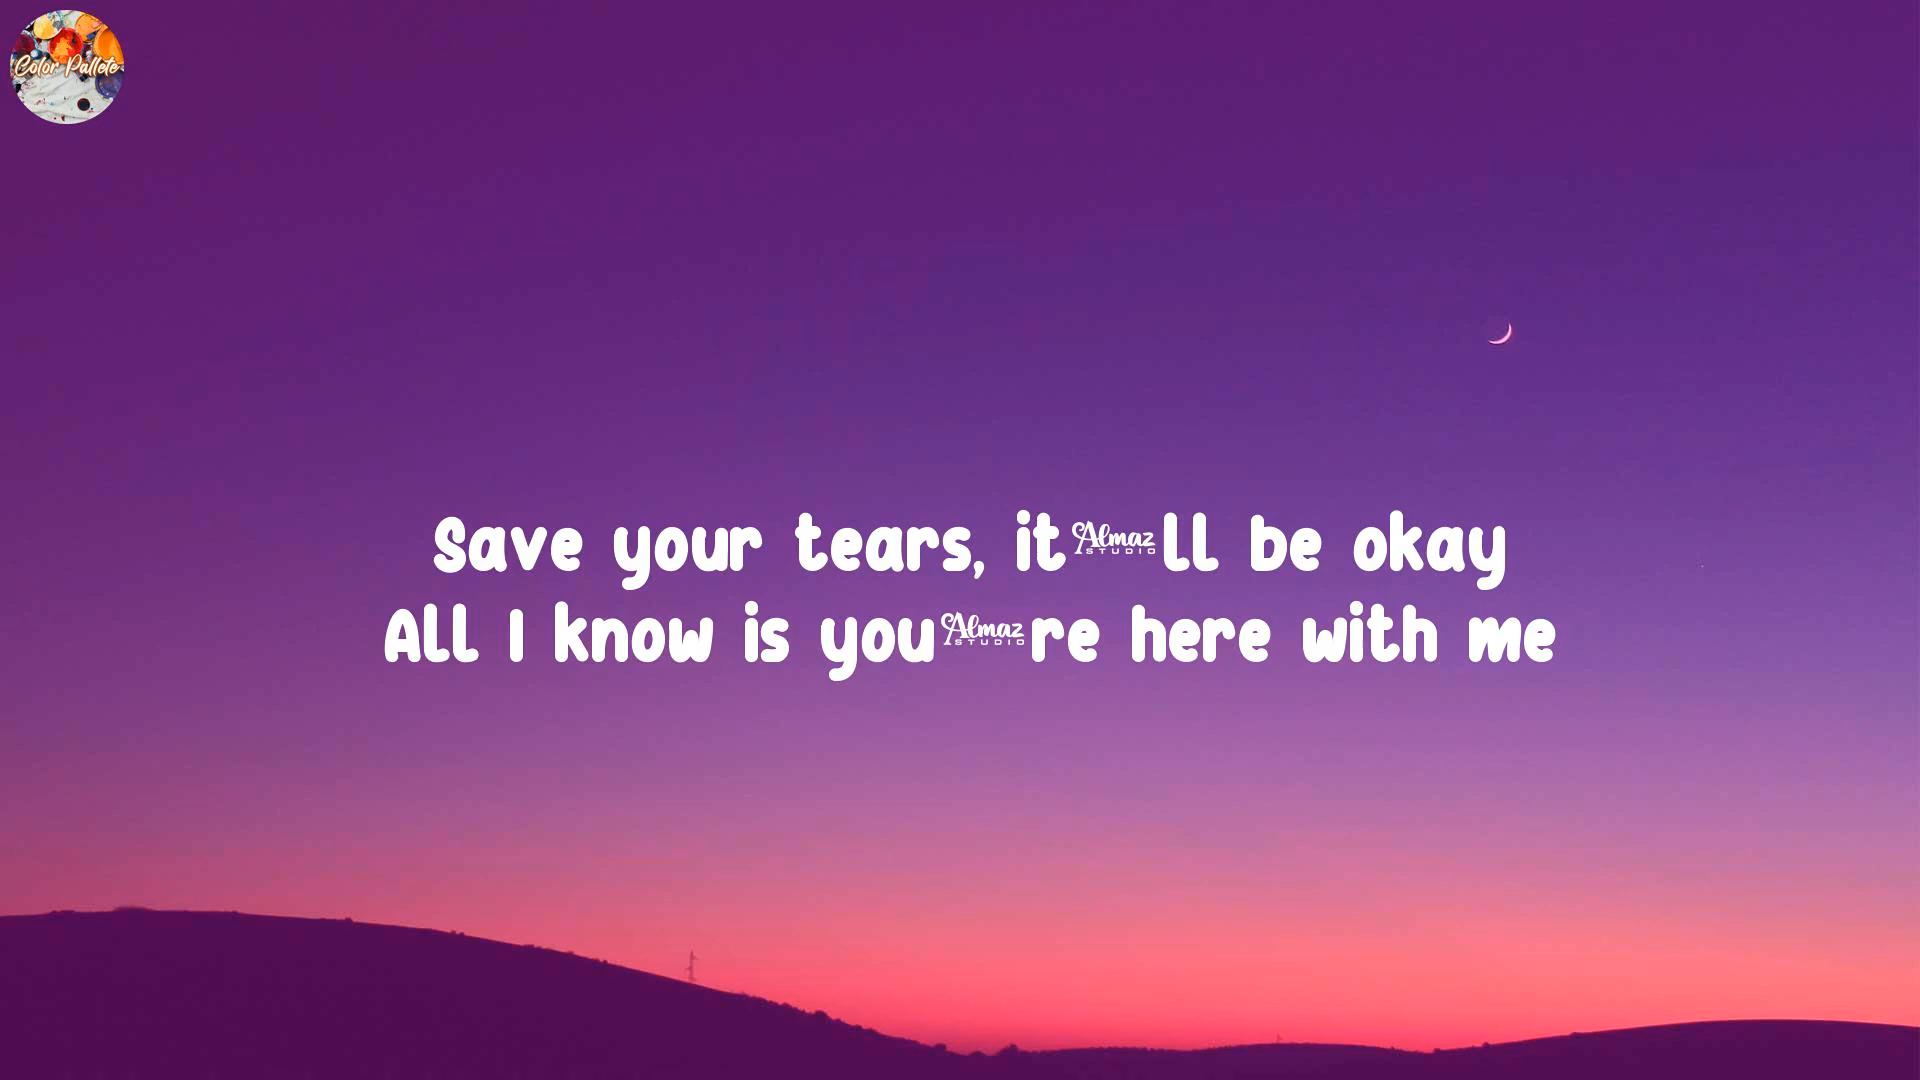 Color Pallete
Save your tears, itAlmaz STUDIOll be okay
All I know is youAlmaz STUDIOre here with me